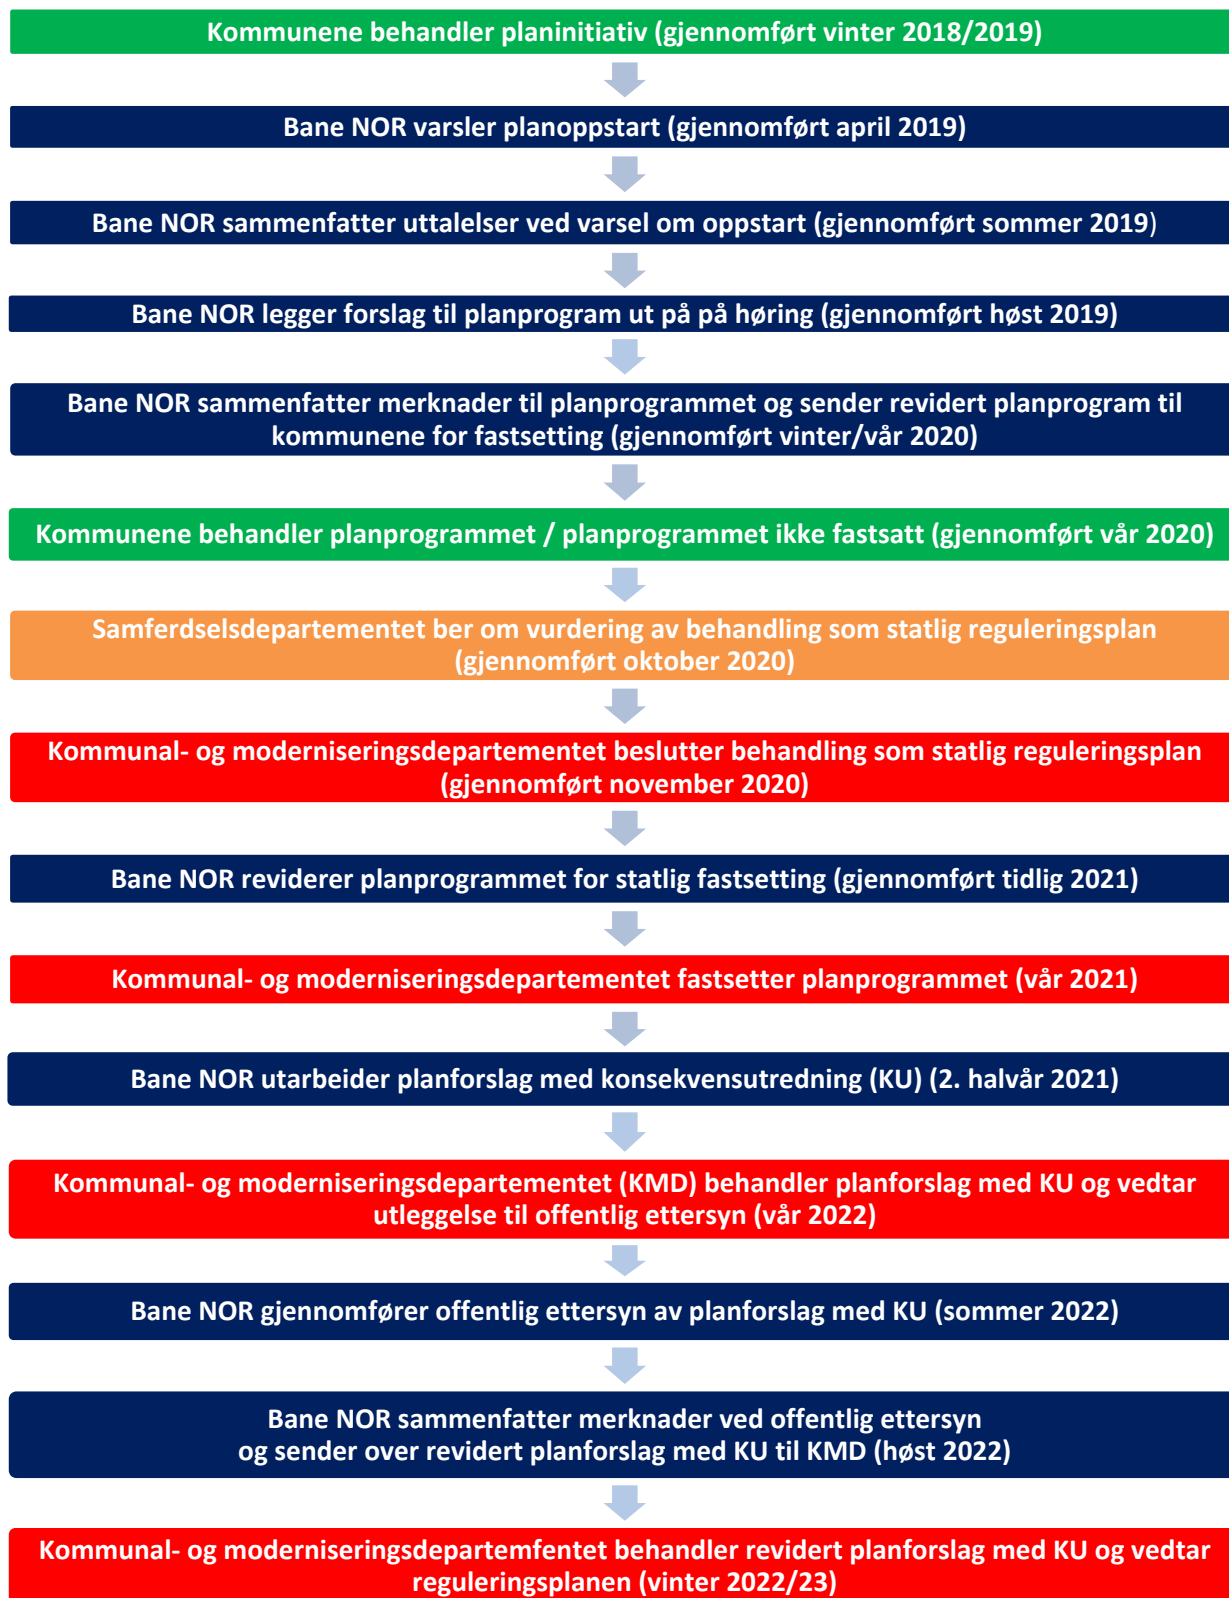 Kommunene behandler planinitiativ (gjennomført vinter 2018/2019)
Bane NOR varsler planoppstart (gjennomført april 2019)
Bane NOR sammenfatter uttalelser ved varsel om oppstart (gjennomført sommer 2019)
Bane NOR legger forslag til planprogram ut på på høring (gjennomført høst 2019)
Bane NOR sammenfatter merknader til planprogrammet og sender revidert planprogram til
kommunene for fastsetting (gjennomført vinter/vår 2020)
Kommunene behandler planprogrammet / planprogrammet ikke fastsatt (gjennomført vår 2020)
Samferdselsdepartementet ber om vurdering av behandling som statlig reguleringsplan
(gjennomført oktober 2020)
Kommunal- og moderniseringsdepartementet beslutter behandling som statlig reguleringsplan
(gjennomført november 2020)
Bane NOR reviderer planprogrammet for statlig fastsetting (gjennomført tidlig 2021)
Kommunal- og moderniseringsdepartementet fastsetter planprogrammet (vår 2021)
Bane NOR utarbeider planforslag med konsekvensutredning (KU) (2. halvår 2021)
Kommunal- og moderniseringsdepartementet (KMD) behandler planforslag med KU og vedtar
utleggelse til offentlig ettersyn (vår 2022)
Bane NOR gjennomfører offentlig ettersyn av planforslag med KU (sommer 2022)
Bane NOR sammenfatter merknader ved offentlig ettersyn
og sender over revidert planforslag med KU til KMD (høst 2022)
Kommunal- og moderniseringsdepartemfentet behandler revidert planforslag med KU og vedtar
reguleringsplanen (vinter 2022/23)